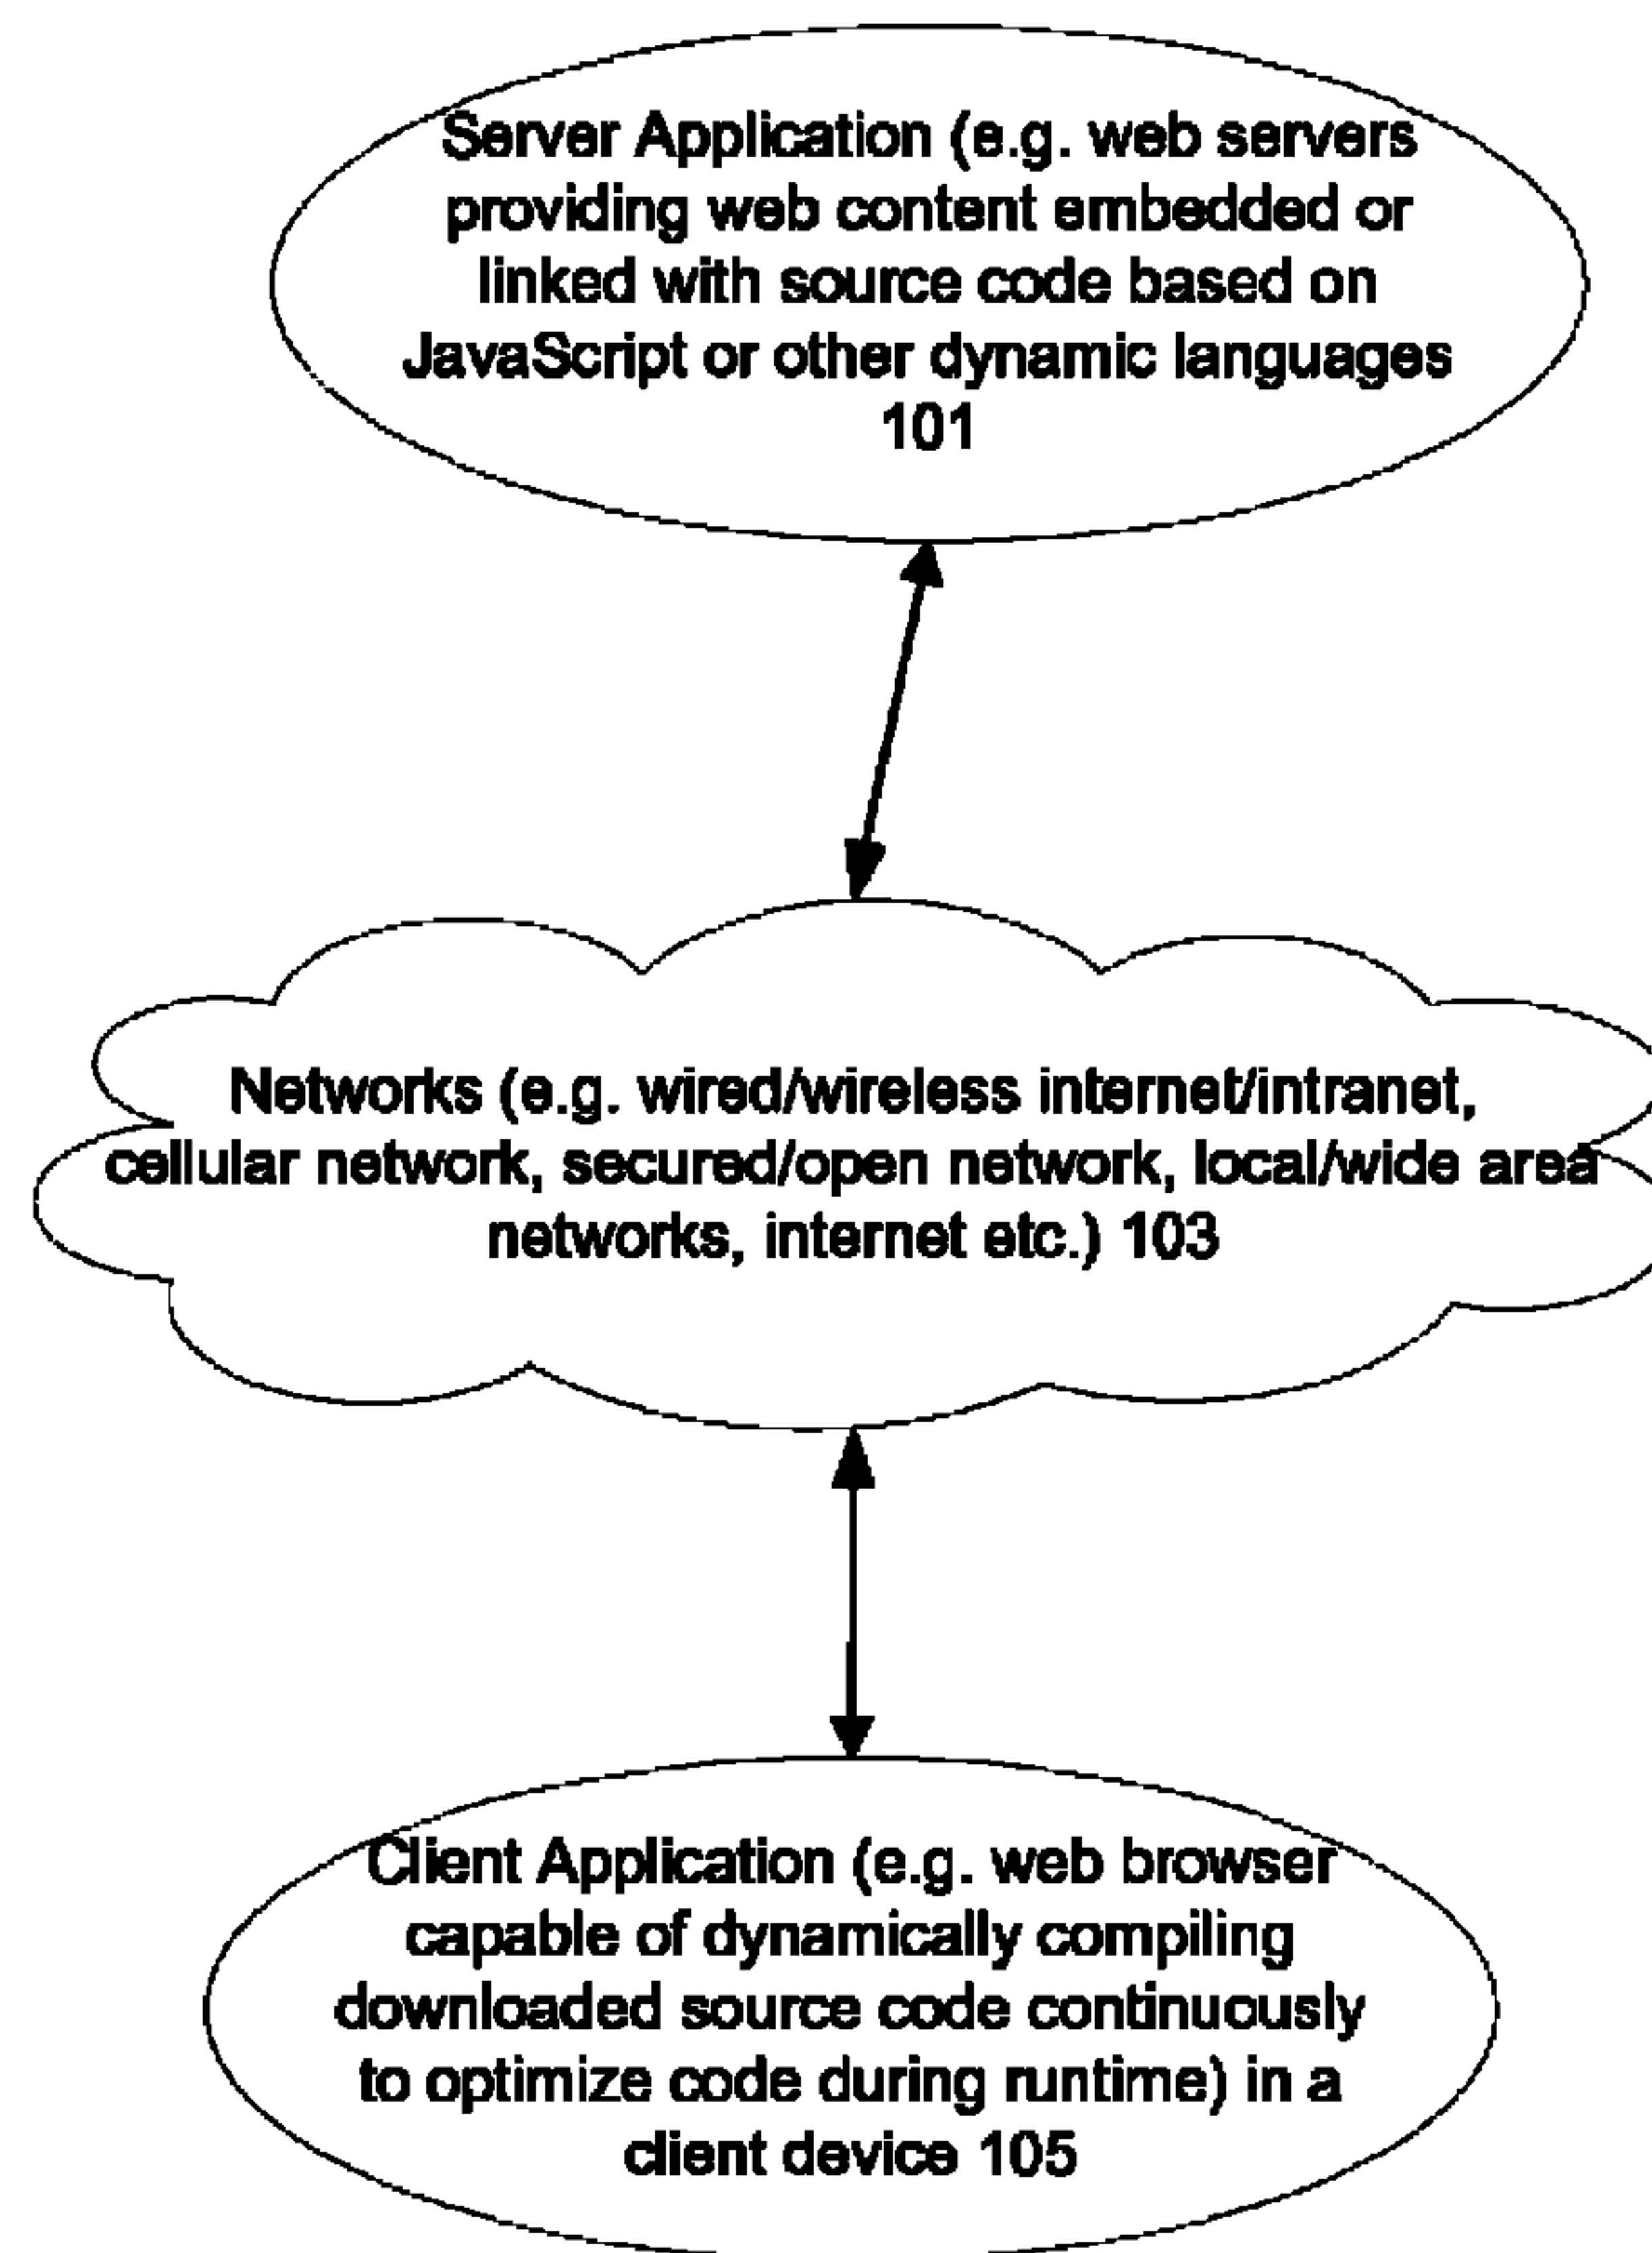 Server Application (e.g. web servers
providing web content embedded or
linked with source code based on
JavaScript or other dynamic languages
101
Networks (e.g. wired/wireless internet/intranet,
cellular network, secured/open network, local/wide area
networks, internet etc.) 103
Client Application (e.g. web browser
capable of dynamically compiling
downloaded source code continuously
to optimize code during runtime) in a
client device 105